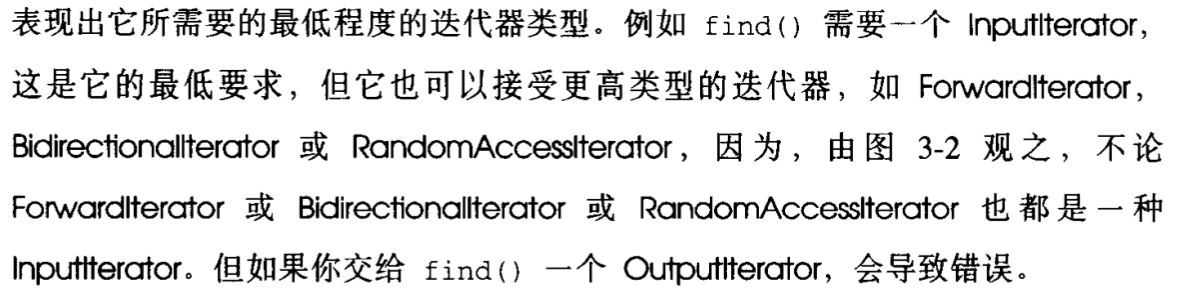 表现出它所需要的最低程度的迭代器类型。例如 find() 需要一个 InputIterator，
这是它的最低要求，但它也可以接受更高类型的迭代器，如 ForwardIterator，
BidirectionalIterator 或 RandomAccessIterator，因为，由图 3-2 观之，不论
ForwardIterator 或 BidirectionalIterator 或 RandomAccessIterator 也都是一种
InputIterator。但如果你交给 find() 一个 OutputIterator，会导致错误。